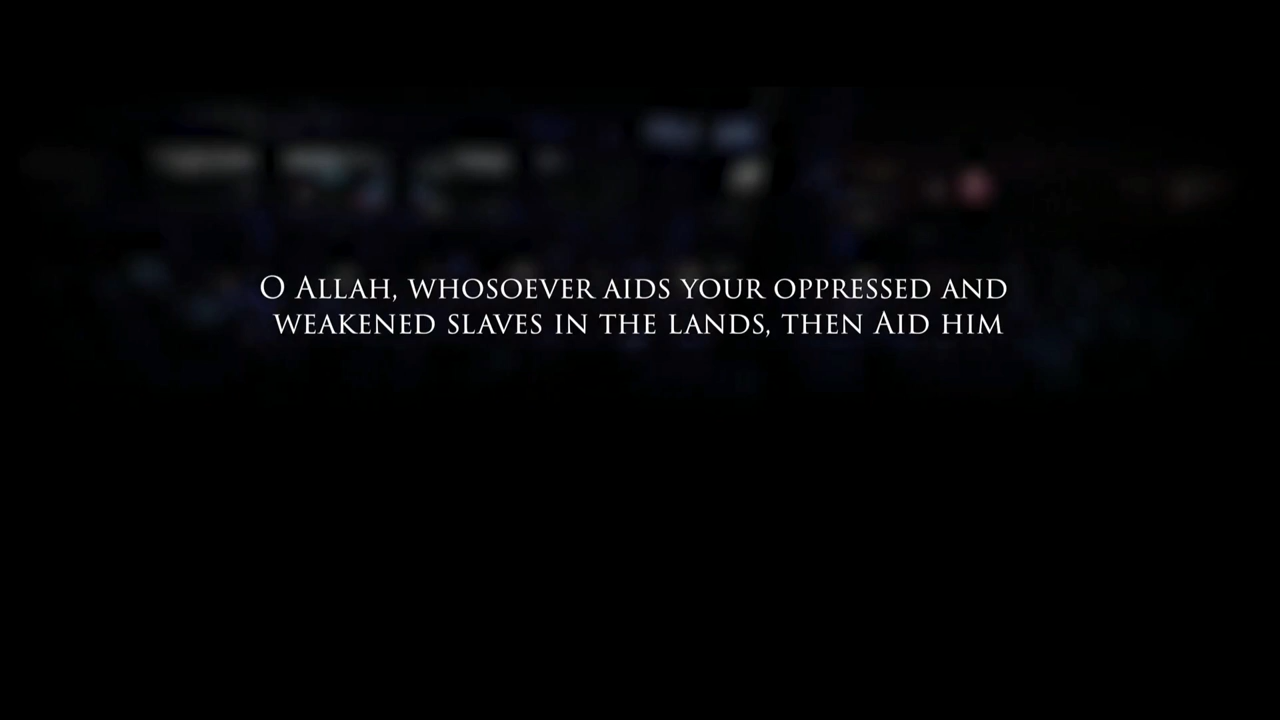 O Allah, whosoever aids your oppressed and
weakened slaves in the lands, then Aid him